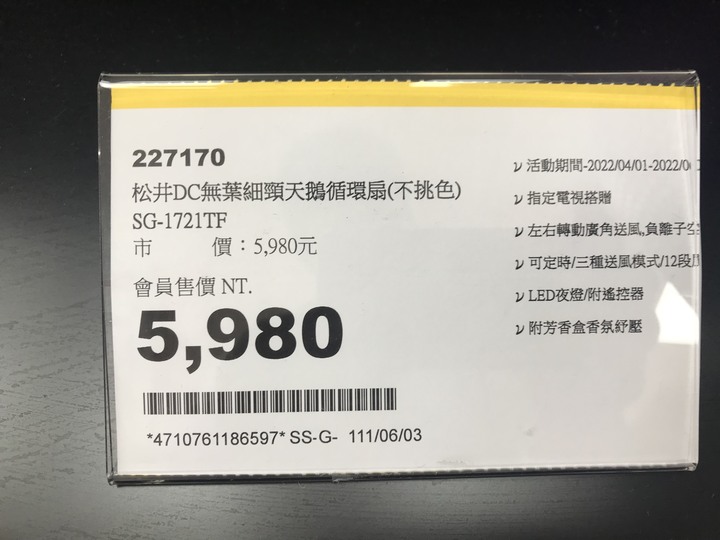 227170
松井DC無葉細頸天鵝循環扇(不挑色)
SG-1721TF
市 價：5,980元
會員售價 NT.
5,980
*4710761186597* SS-G- 111/06/03
ν 活動期間-2022/04/01-2022/0
ν 指定電視搭贈
ν 左右轉動廣角送風,負離子空
ν 可定時/三種送風模式/12段
ν LED夜燈/附遙控器
ν 附芳香盒香氛紓壓